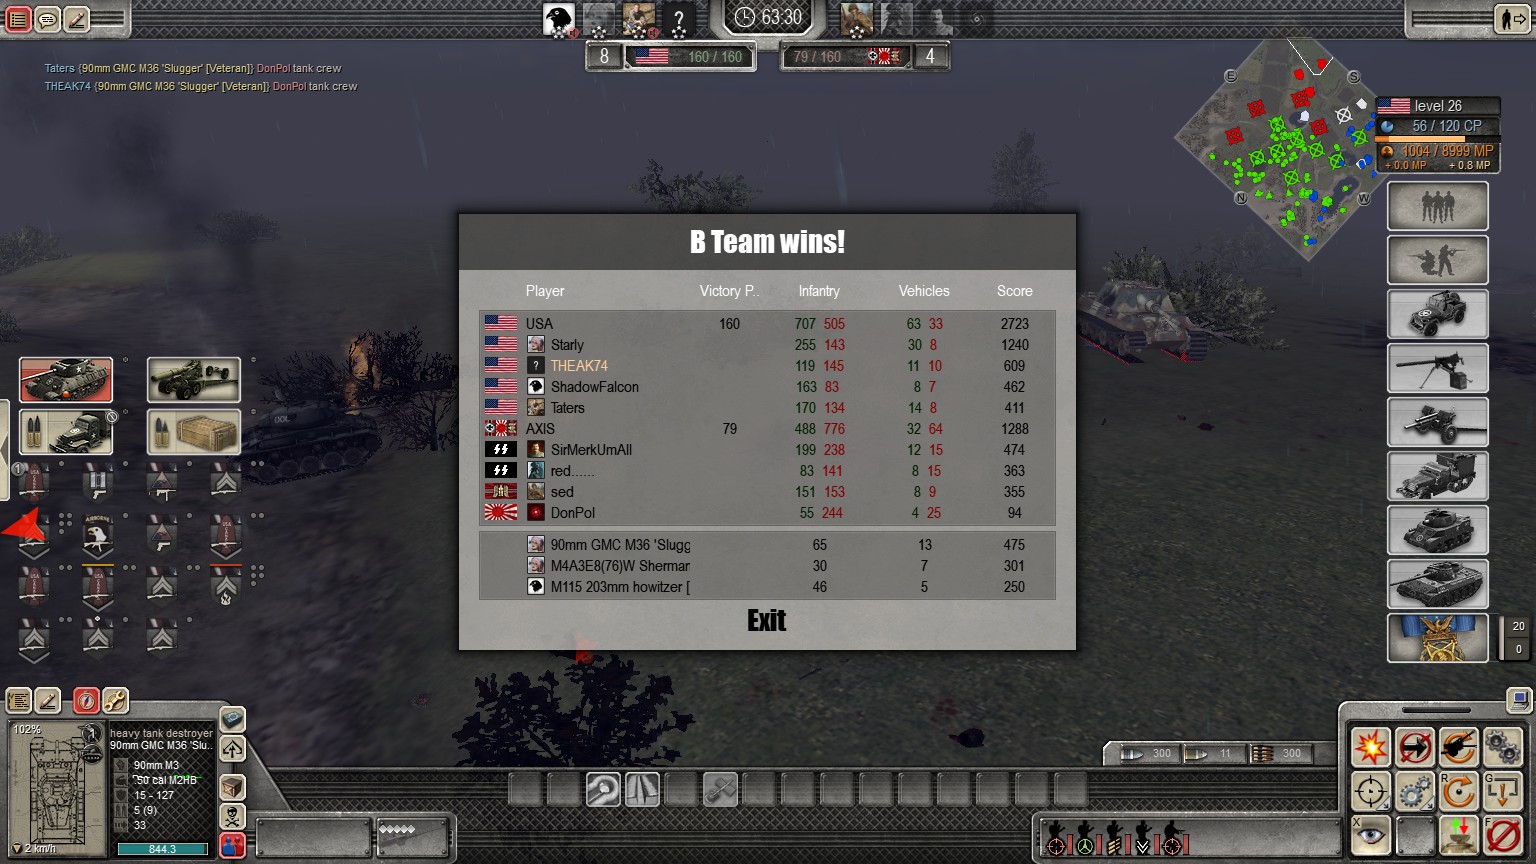 63:30
8 160 / 160 79 / 160 4
Taters {90mm GMC M36 'Slugger' [Veteran]} DonPol tank crew
THEAK74 {90mm GMC M36 'Slugger' [Veteran]} DonPol tank crew
E S N W
level 26
56 / 120 CP
1004 / 8999 MP
+ 0.0 MP + 0.8 MP
B Team wins!
Player Victory P.. Infantry Vehicles Score
USA 160 707 505 63 33 2723
Starly 255 143 30 8 1240
? THEAK74 119 145 11 10 609
ShadowFalcon 163 83 8 7 462
Taters 170 134 14 8 411
AXIS 79 488 776 32 64 1288
SirMerkUmAll 199 238 12 15 474
red...... 83 141 8 15 363
sed 151 153 8 9 355
DonPol 55 244 4 25 94
90mm GMC M36 'Slugg 65 13 475
M4A3E8(76)W Sherman 30 7 301
M115 203mm howitzer [ 46 5 250
Exit
1
AIRBORNE
20
0
102%
heavy tank destroyer
90mm GMC M36 'Slu..
90mm M3
.50 cal M2HB
15 - 127
5 (9)
33
2 km/h
844.3
300 11 300
R G
X F